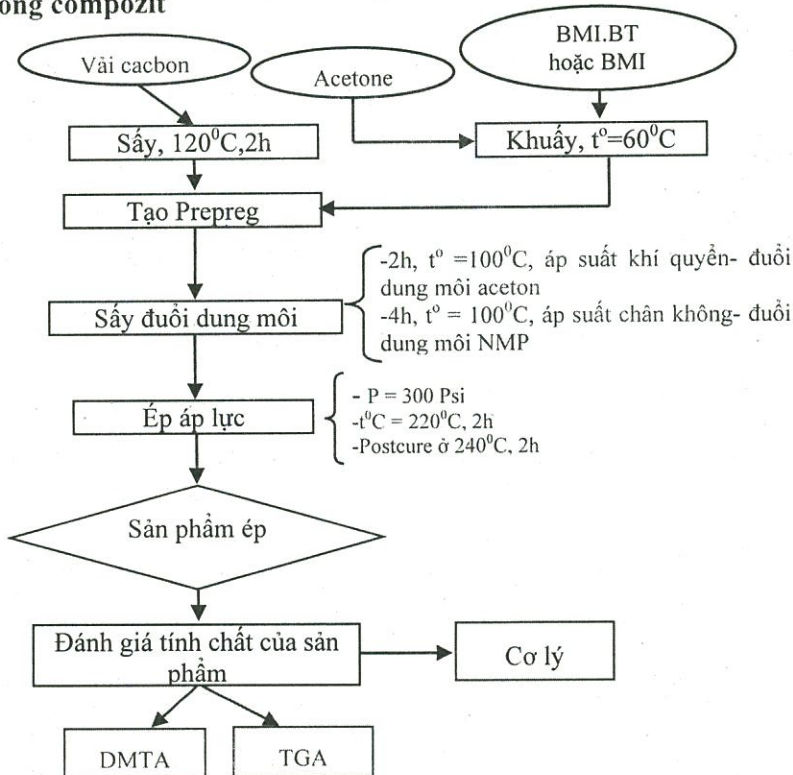 ong compozit
BMI.BT
hoặc BMI
Vải cacbon
Acetone
Sấy, 120⁰C,2h
Khuấy, tº=60⁰C
Tạo Prepreg
-2h, tº =100⁰C, áp suất khí quyển- đuổi
dung môi aceton
Sấy đuổi dung môi
-4h, tº = 100⁰C, áp suất chân không- đuổi
dung môi NMP
Ép áp lực
- P = 300 Psi
-t⁰C = 220⁰C, 2h
-Postcure ở 240⁰C, 2h
Sản phẩm ép
Đánh giá tính chất của sản
phẩm
Cơ lý
DMTA
TGA